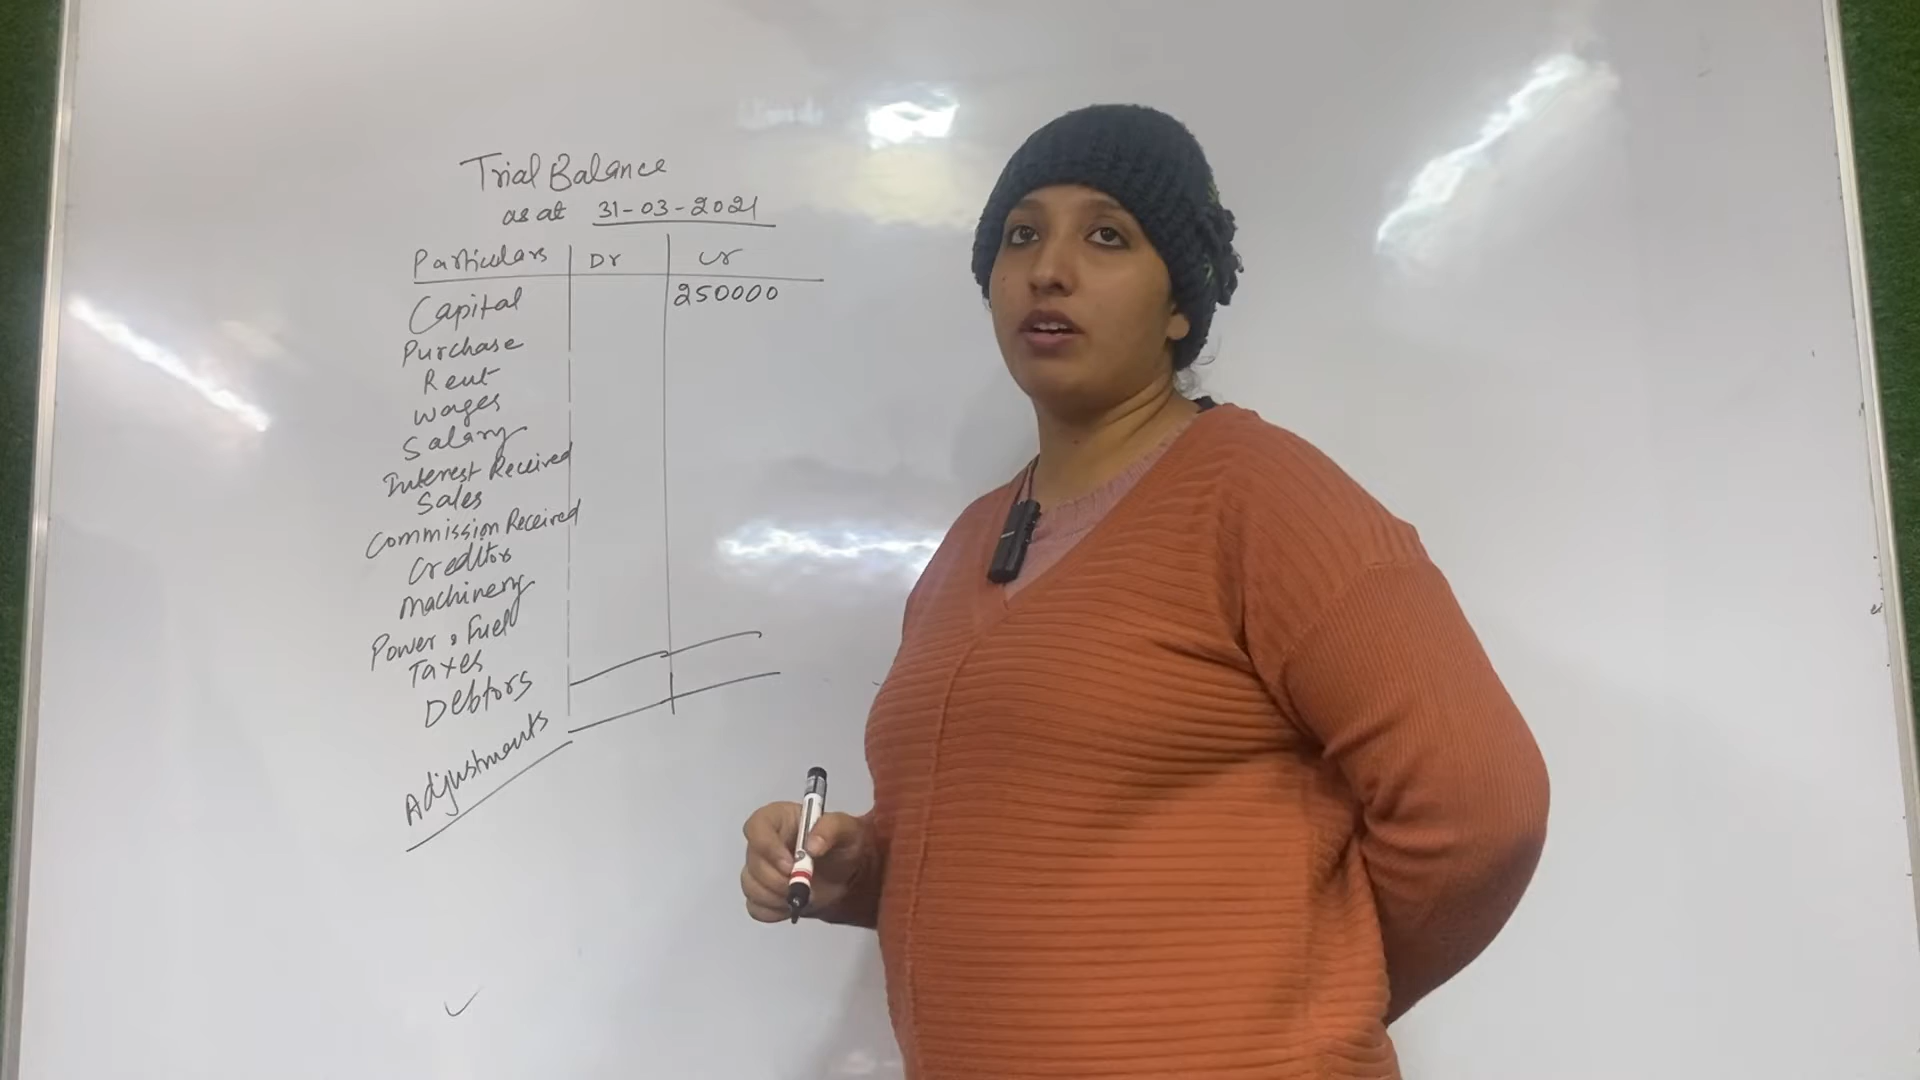 Trial Balance
as at 31-03-2021
Particulars Dr Cr
Capital 250000
Purchase
Rent
Wages
Salary
Interest Received
Sales
Commission Received
Creditor
Machinery
Power & Fuel
Taxes
Debtors
Adjustments